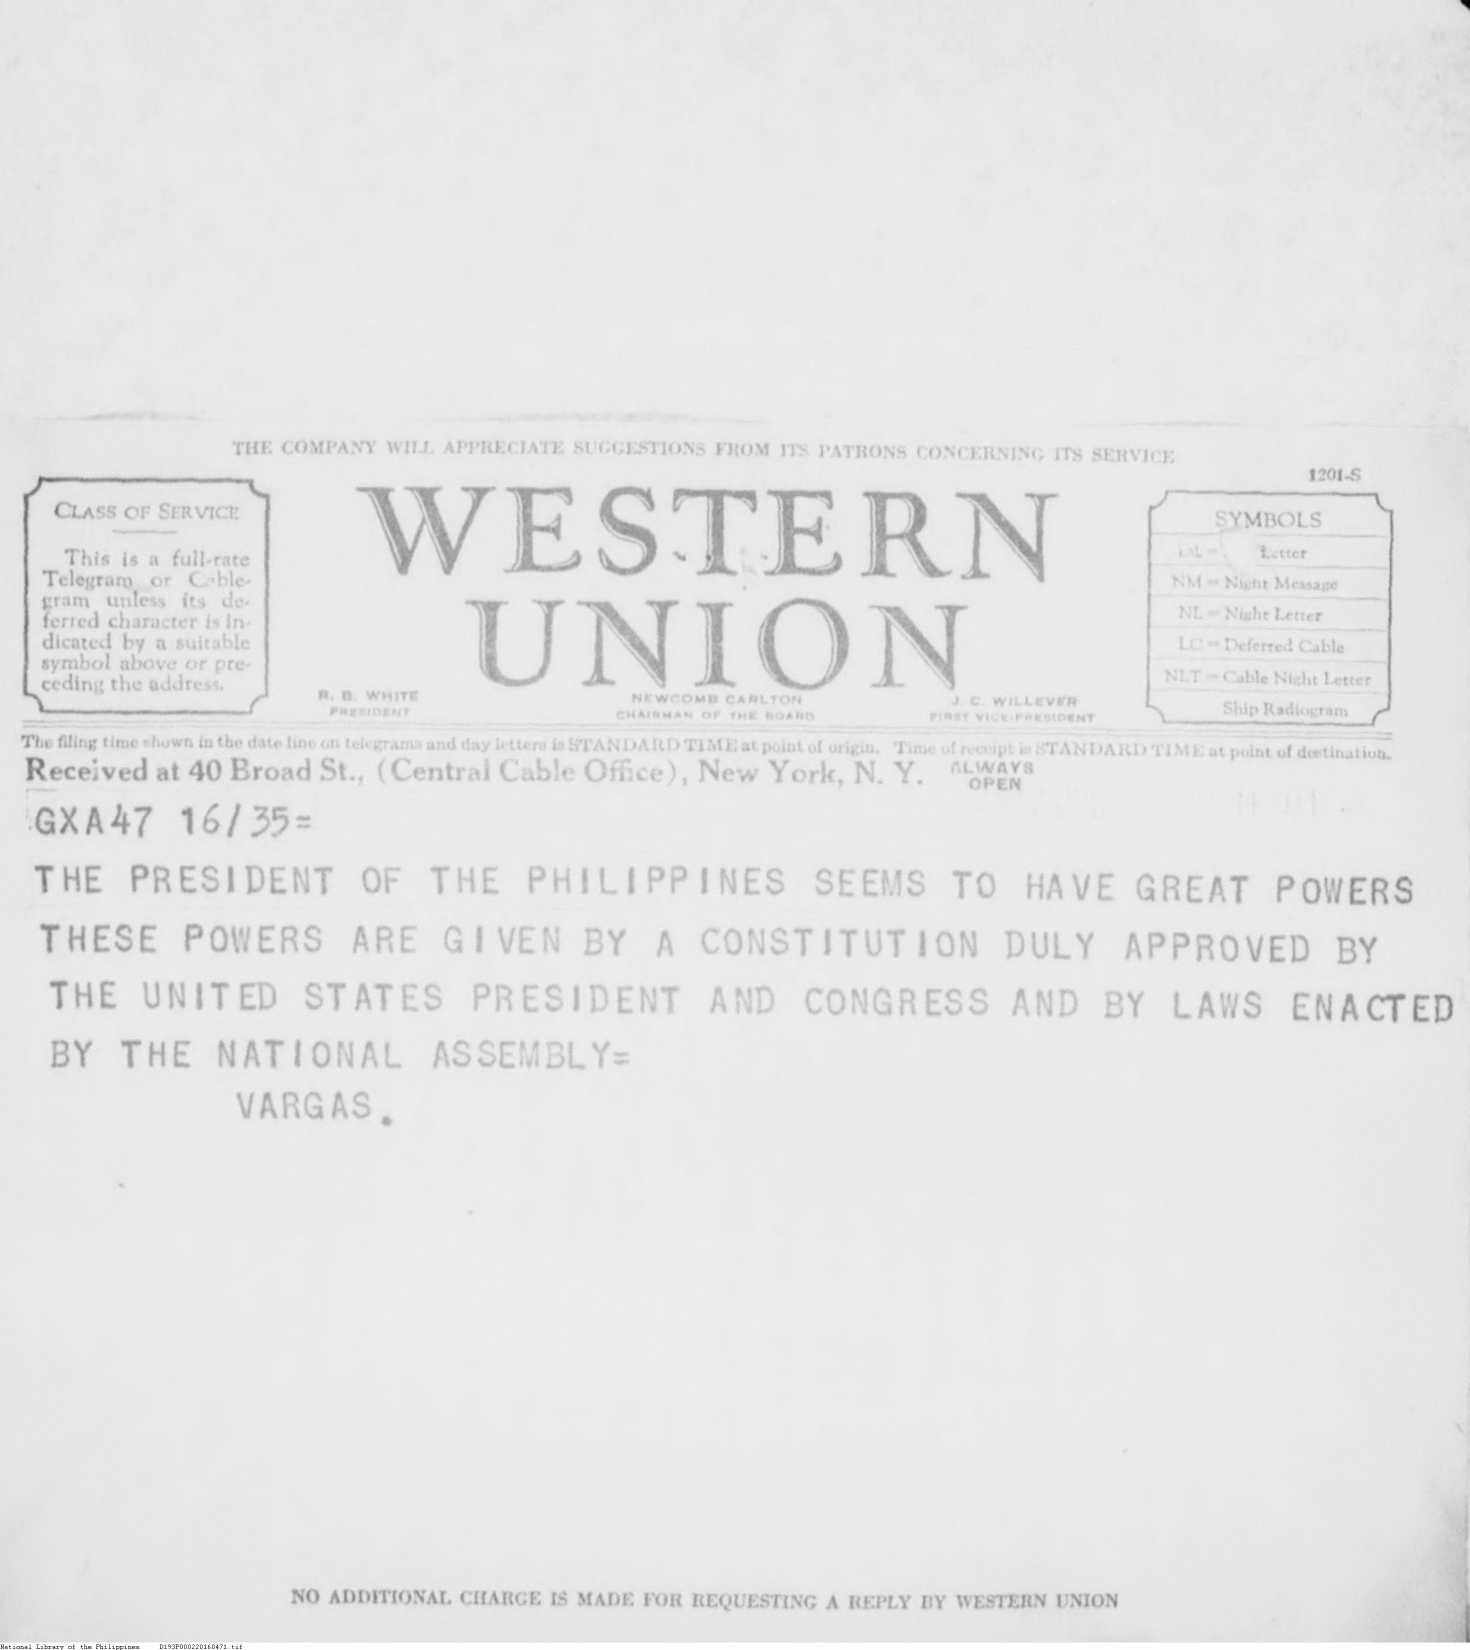 THE COMPANY WILL APPRECIATE SUGGESTIONS FROM ITS PATRONS CONCERNING ITS SERVICE
1201-S
CLASS OF SERVICE
This is a full-rate
Telegram or Cable-
gram unless its de-
ferred character is in-
dicated by a suitable
symbol above or pre-
ceding the address.
WESTERN
UNION
R. B. WHITE
PRESIDENT
NEWCOMB CARLTON
CHAIRMAN OF THE BOARD
J. C. WILLEVER
FIRST VICE-PRESIDENT
SYMBOLS
DL = Letter
NM = Night Message
NL = Night Letter
LC = Deferred Cable
NLT = Cable Night Letter
Ship Radiogram
The filing time shown in the date line on telegrams and day letters is STANDARD TIME at point of origin. Time of receipt is STANDARD TIME at point of destination.
Received at 40 Broad St., (Central Cable Office), New York, N. Y. ALWAYS OPEN
GXA47 16/35=
THE PRESIDENT OF THE PHILIPPINES SEEMS TO HAVE GREAT POWERS
THESE POWERS ARE GIVEN BY A CONSTITUTION DULY APPROVED BY
THE UNITED STATES PRESIDENT AND CONGRESS AND BY LAWS ENACTED
BY THE NATIONAL ASSEMBLY=
VARGAS.
NO ADDITIONAL CHARGE IS MADE FOR REQUESTING A REPLY BY WESTERN UNION
National Library of the Philippines D193P000220160471.tif